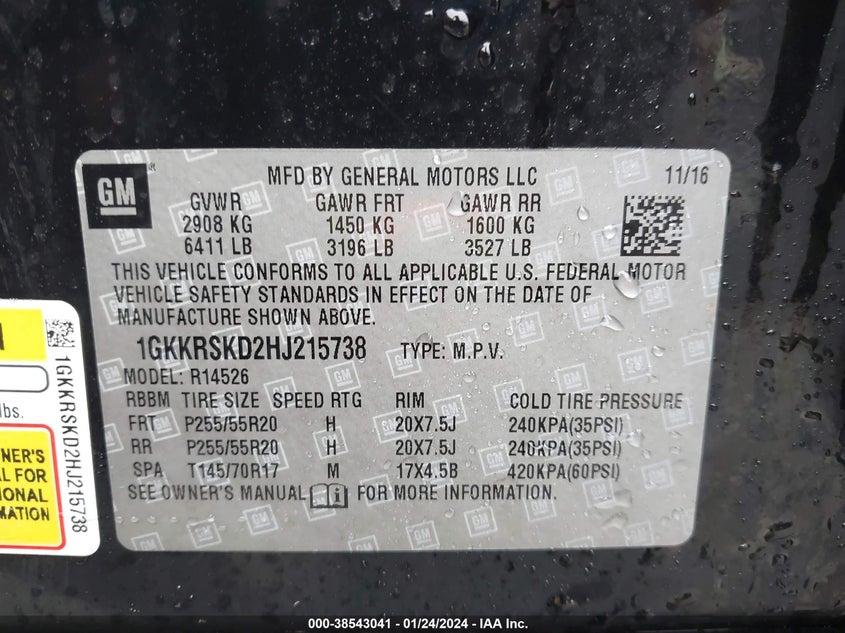 GM
MFD BY GENERAL MOTORS LLC 11/16
GVWR GAWR FRT GAWR RR
2908 KG 1450 KG 1600 KG
6411 LB 3196 LB 3527 LB
THIS VEHICLE CONFORMS TO ALL APPLICABLE U.S. FEDERAL MOTOR
VEHICLE SAFETY STANDARDS IN EFFECT ON THE DATE OF
MANUFACTURE SHOWN ABOVE.
1GKKRSKD2HJ215738 TYPE: M.P.V.
MODEL: R14526
RBBM TIRE SIZE SPEED RTG RIM COLD TIRE PRESSURE
FRT P255/55R20 H 20X7.5J 240KPA(35PSI)
RR P255/55R20 H 20X7.5J 240KPA(35PSI)
SPA T145/70R17 M 17X4.5B 420KPA(60PSI)
SEE OWNER'S MANUAL FOR MORE INFORMATION.
1GKKRSKD2HJ215738
lbs.
OWNER'S
FOR
000-38543041 - 01/24/2024 - IAA Inc.